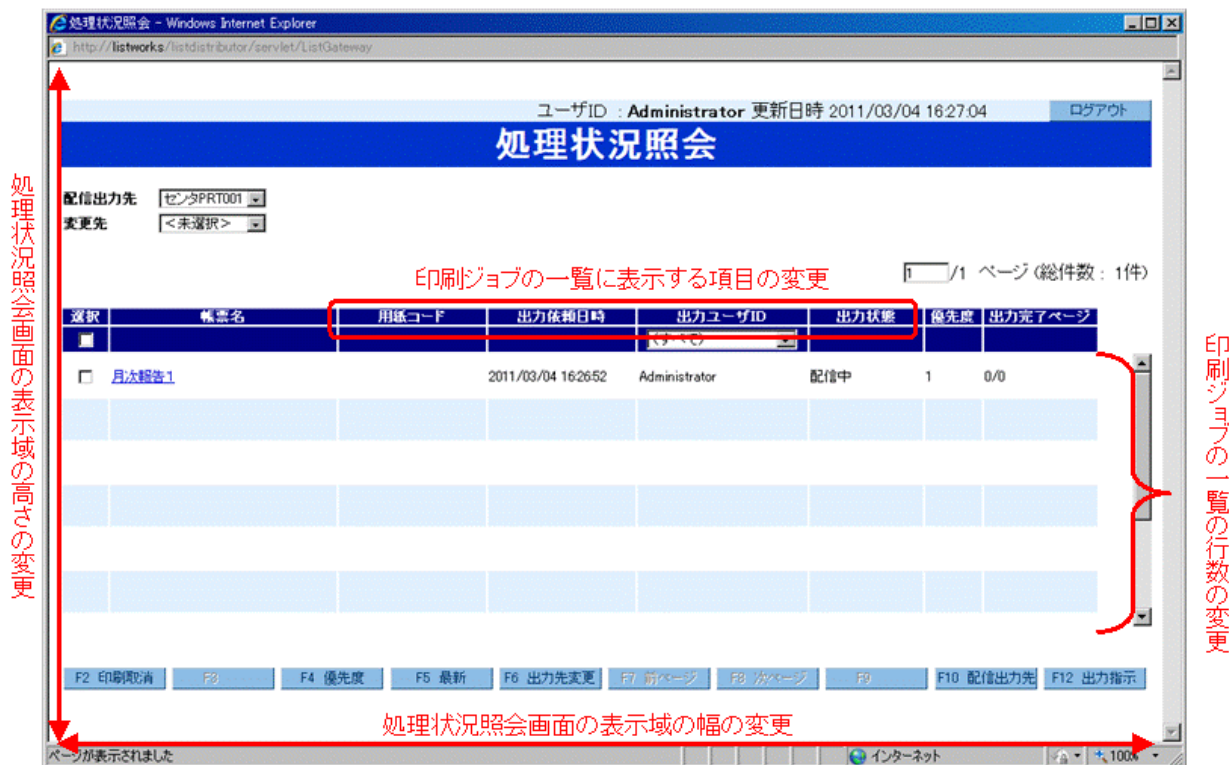 処理状況照会 - Windows Internet Explorer
http://listworks/listdistributor/servlet/ListGateway
ユーザID : Administrator 更新日時 2011/03/04 16:27:04 ログアウト
処理状況照会
配信出力先 センタPRT001
変更先 <未選択>
印刷ジョブの一覧に表示する項目の変更
1 /1 ページ (総件数 : 1件)
選択 帳票名 用紙コード 出力依頼日時 出力ユーザID 出力状態 優先度 出力完了ページ
(すべて)
月次報告1 2011/03/04 16:26:52 Administrator 配信中 1 0/0
処理状況照会画面の表示域の高さの変更
印刷ジョブの一覧の行数の変更
F2 印刷取消 F3 F4 優先度 F5 最新 F6 出力先変更 F7 前ページ F8 次ページ F9 F10 配信出力先 F12 出力指示
処理状況照会画面の表示域の幅の変更
ページが表示されました インターネット 100%